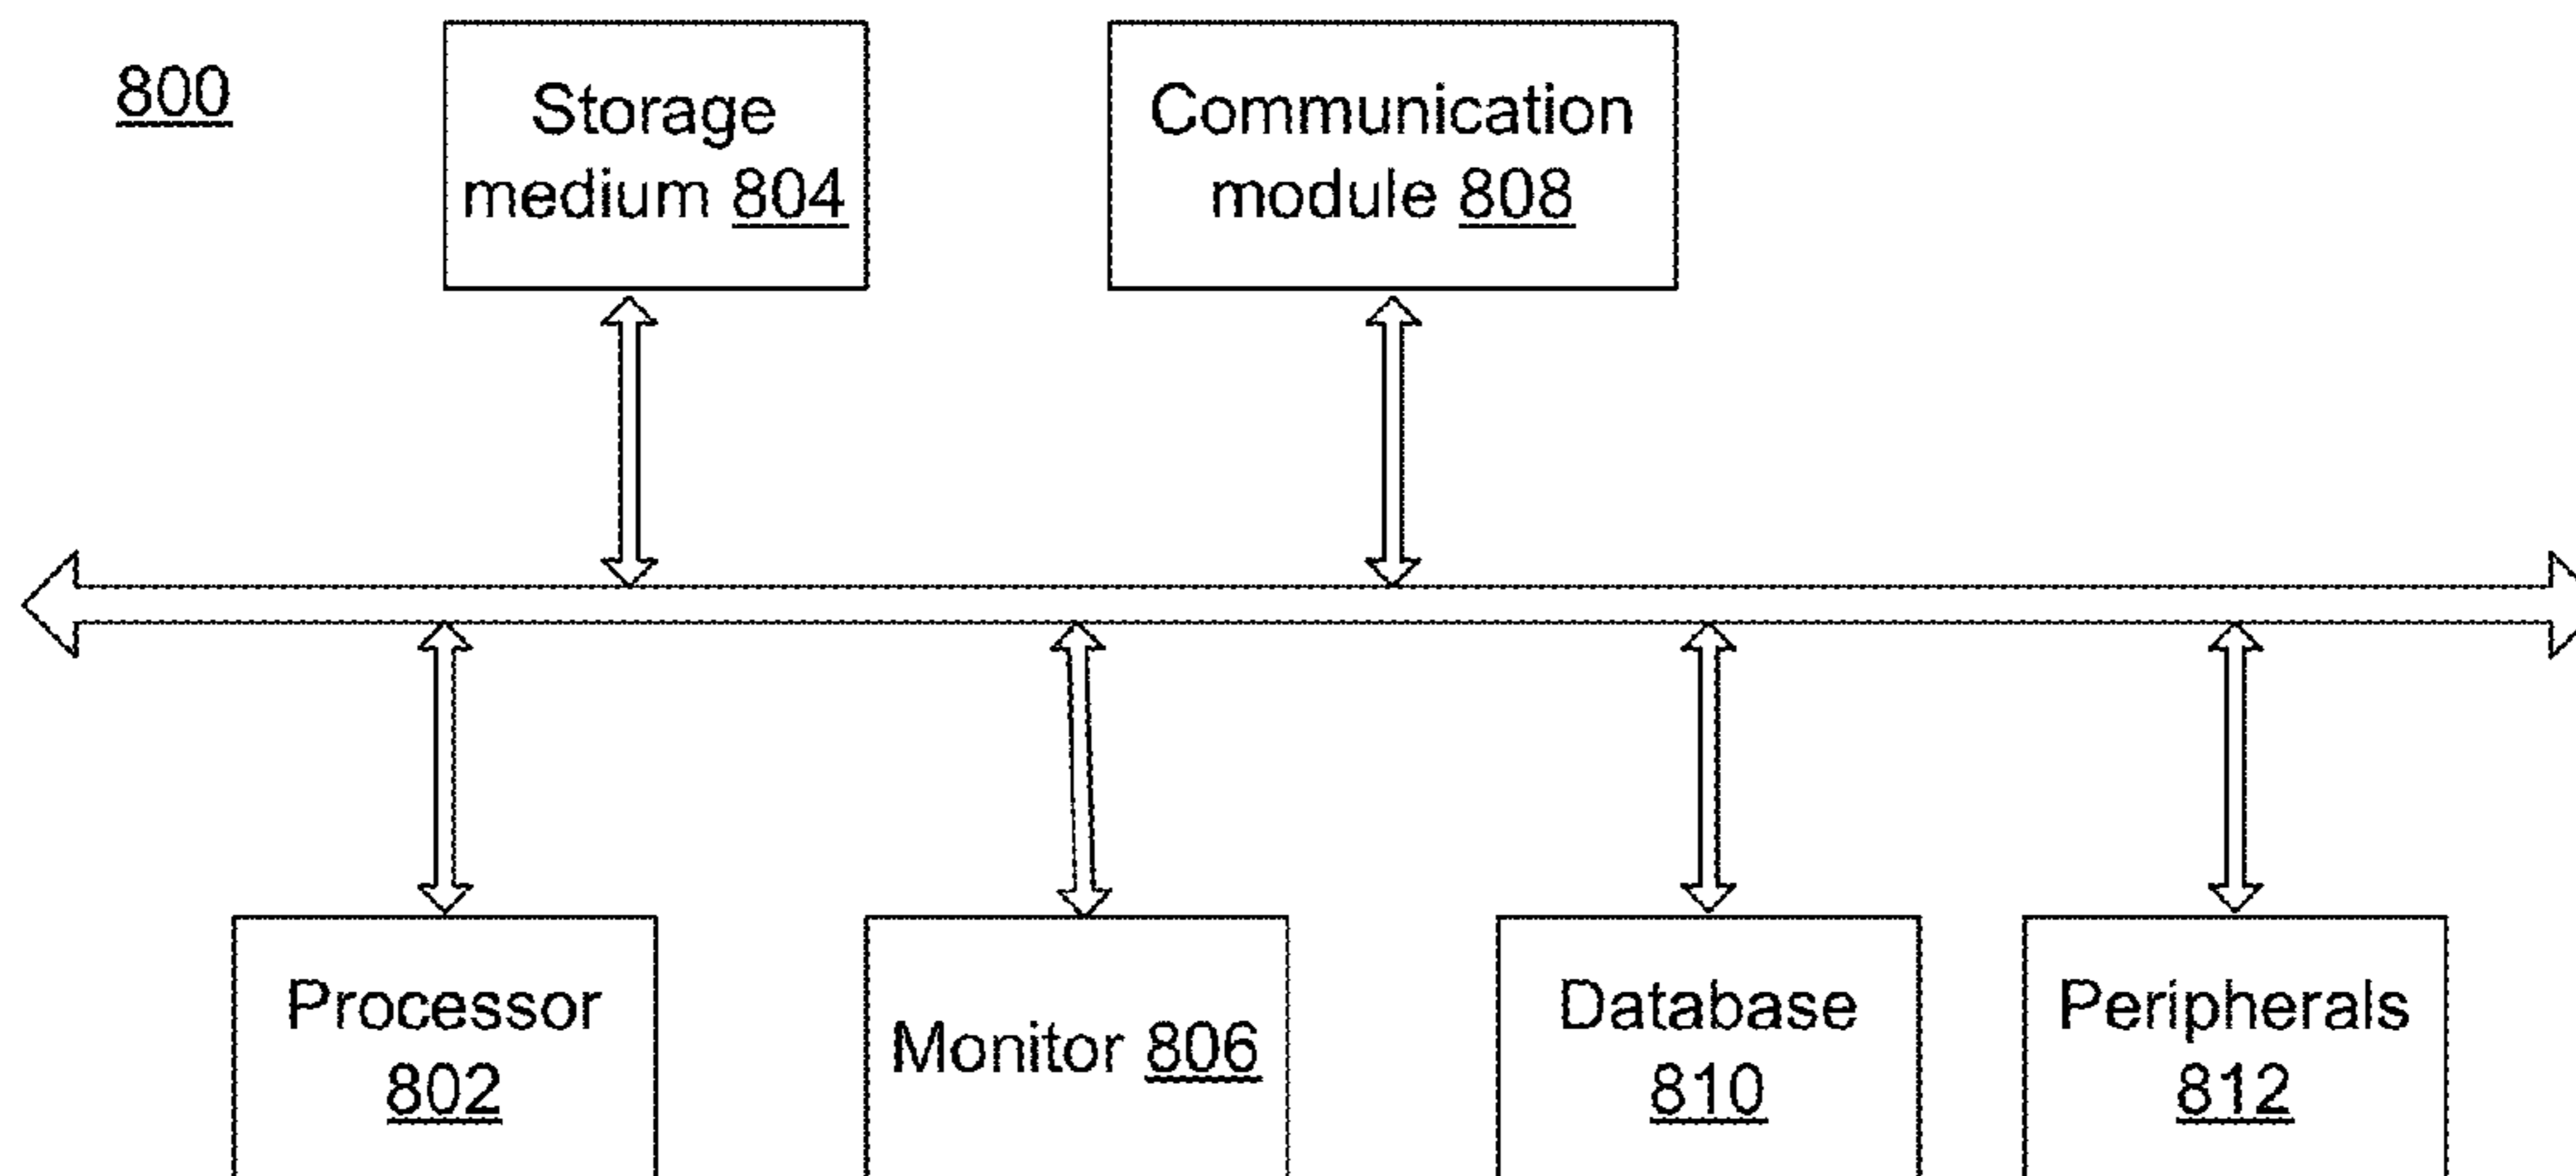 800
Storage
medium 804
Communication
module 808
Processor
802
Monitor 806
Database
810
Peripherals
812